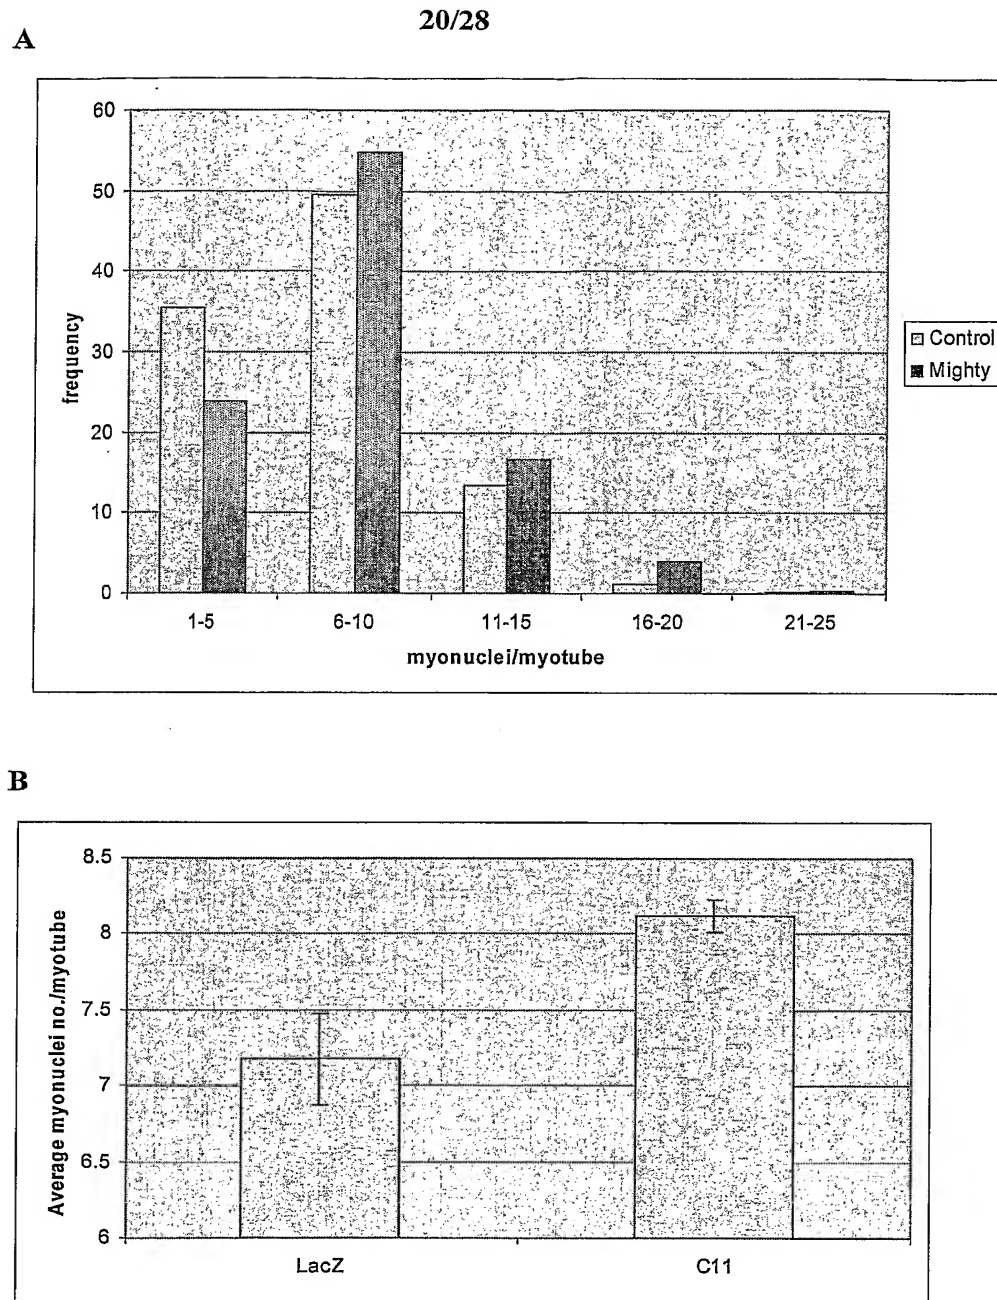 20/28
A
60
50
40
30
20
10
0
frequency
1-5 6-10 11-15 16-20 21-25
myonuclei/myotube
Control
Mighty
B
8.5
8
7.5
7
6.5
6
Average myonuclei no./myotube
LacZ C11